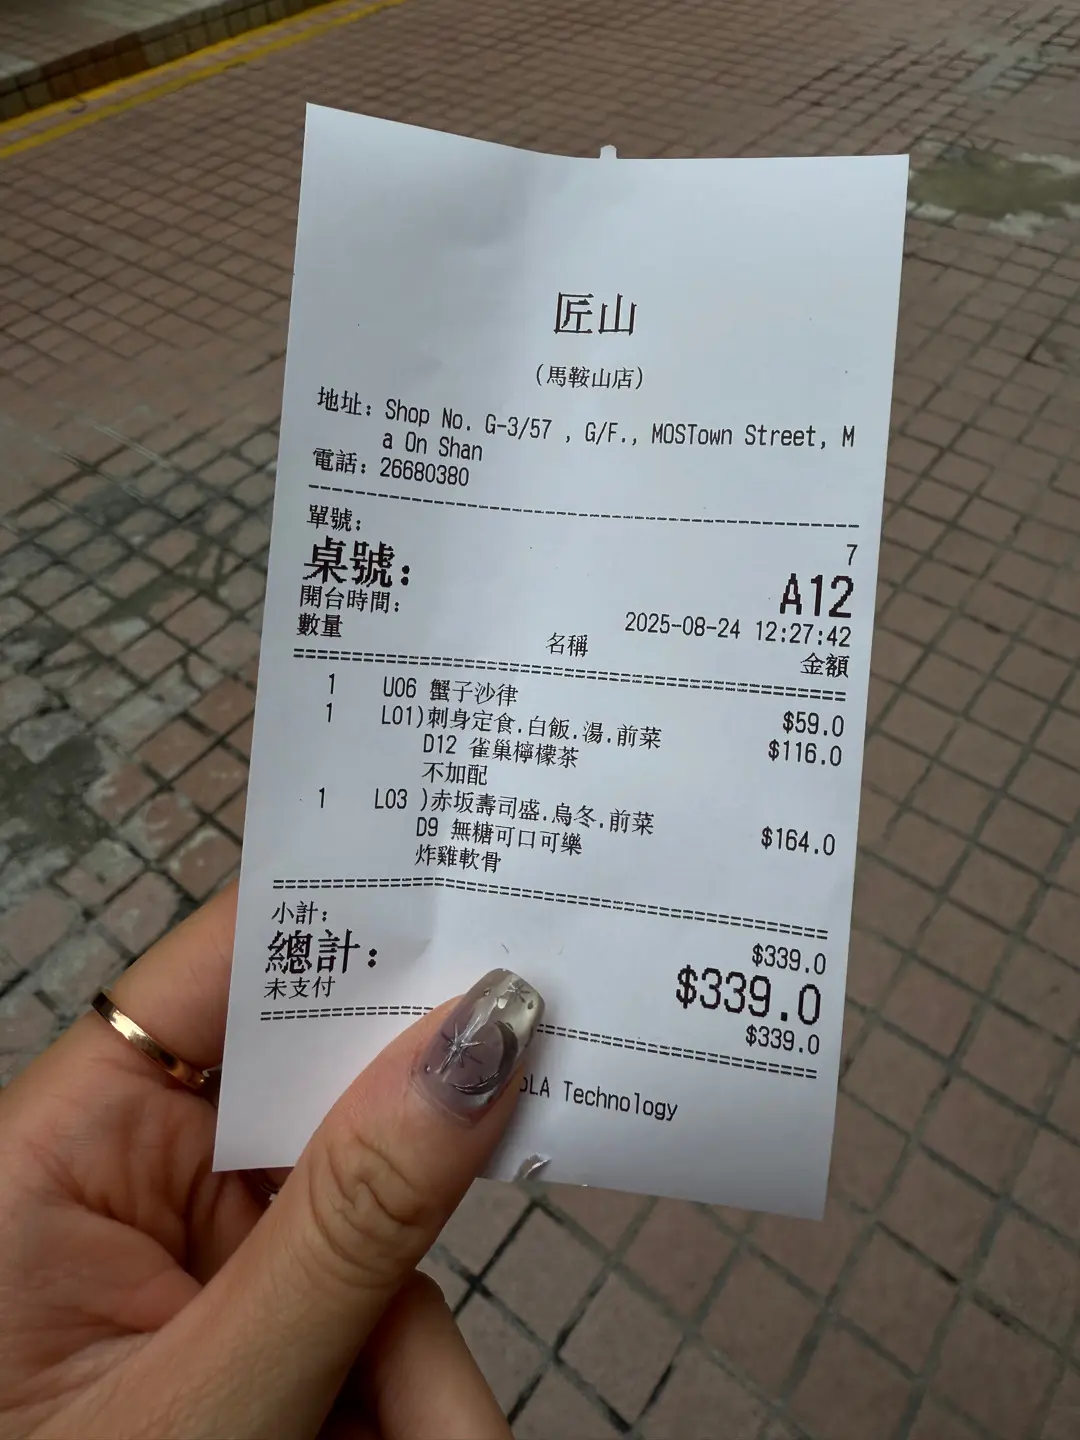 匠山
(馬鞍山店)
地址: Shop No. G-3/57 , G/F., MOSTown Street, M
a On Shan
電話: 26680380
單號: 7
桌號: A12
開台時間: 2025-08-24 12:27:42
數量 名稱 金額
1 U06 蟹子沙律 $59.0
1 L01)刺身定食.白飯.湯.前菜 $116.0
D12 雀巢檸檬茶
不加配
1 L03 )赤坂壽司盛.烏冬.前菜 $164.0
D9 無糖可口可樂
炸雞軟骨
小計: $339.0
總計: $339.0
未支付 $339.0
Technology